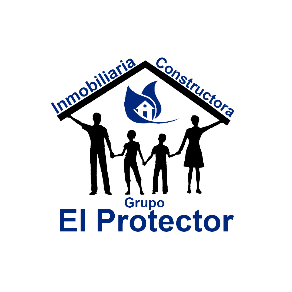 Inmobiliaria
Constructora
Grupo
El Protector